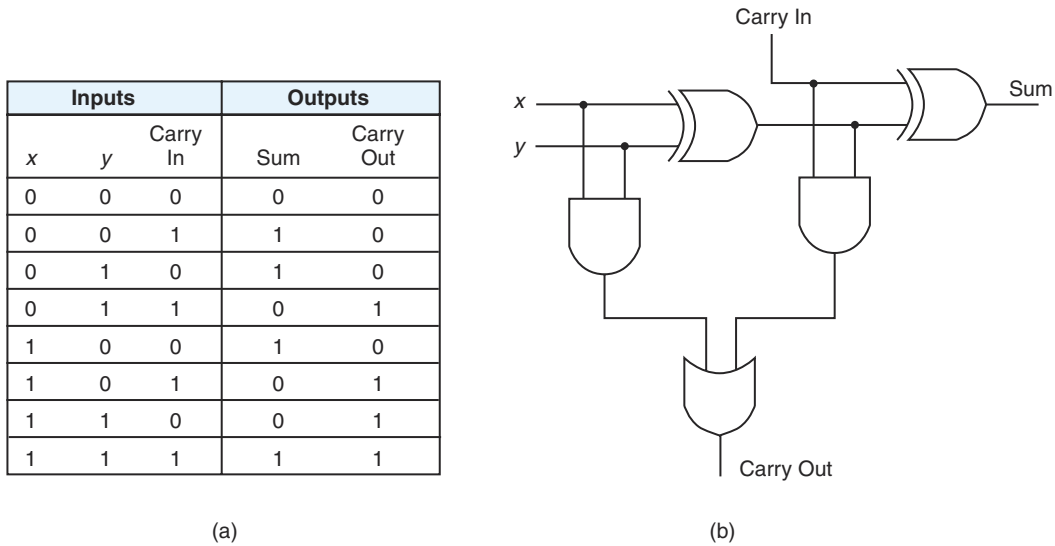 Inputs Outputs
x y Carry In Sum Carry Out
0 0 0 0 0
0 0 1 1 0
0 1 0 1 0
0 1 1 0 1
1 0 0 1 0
1 0 1 0 1
1 1 0 0 1
1 1 1 1 1
(a)
Carry In
x
y
Sum
Carry Out
(b)